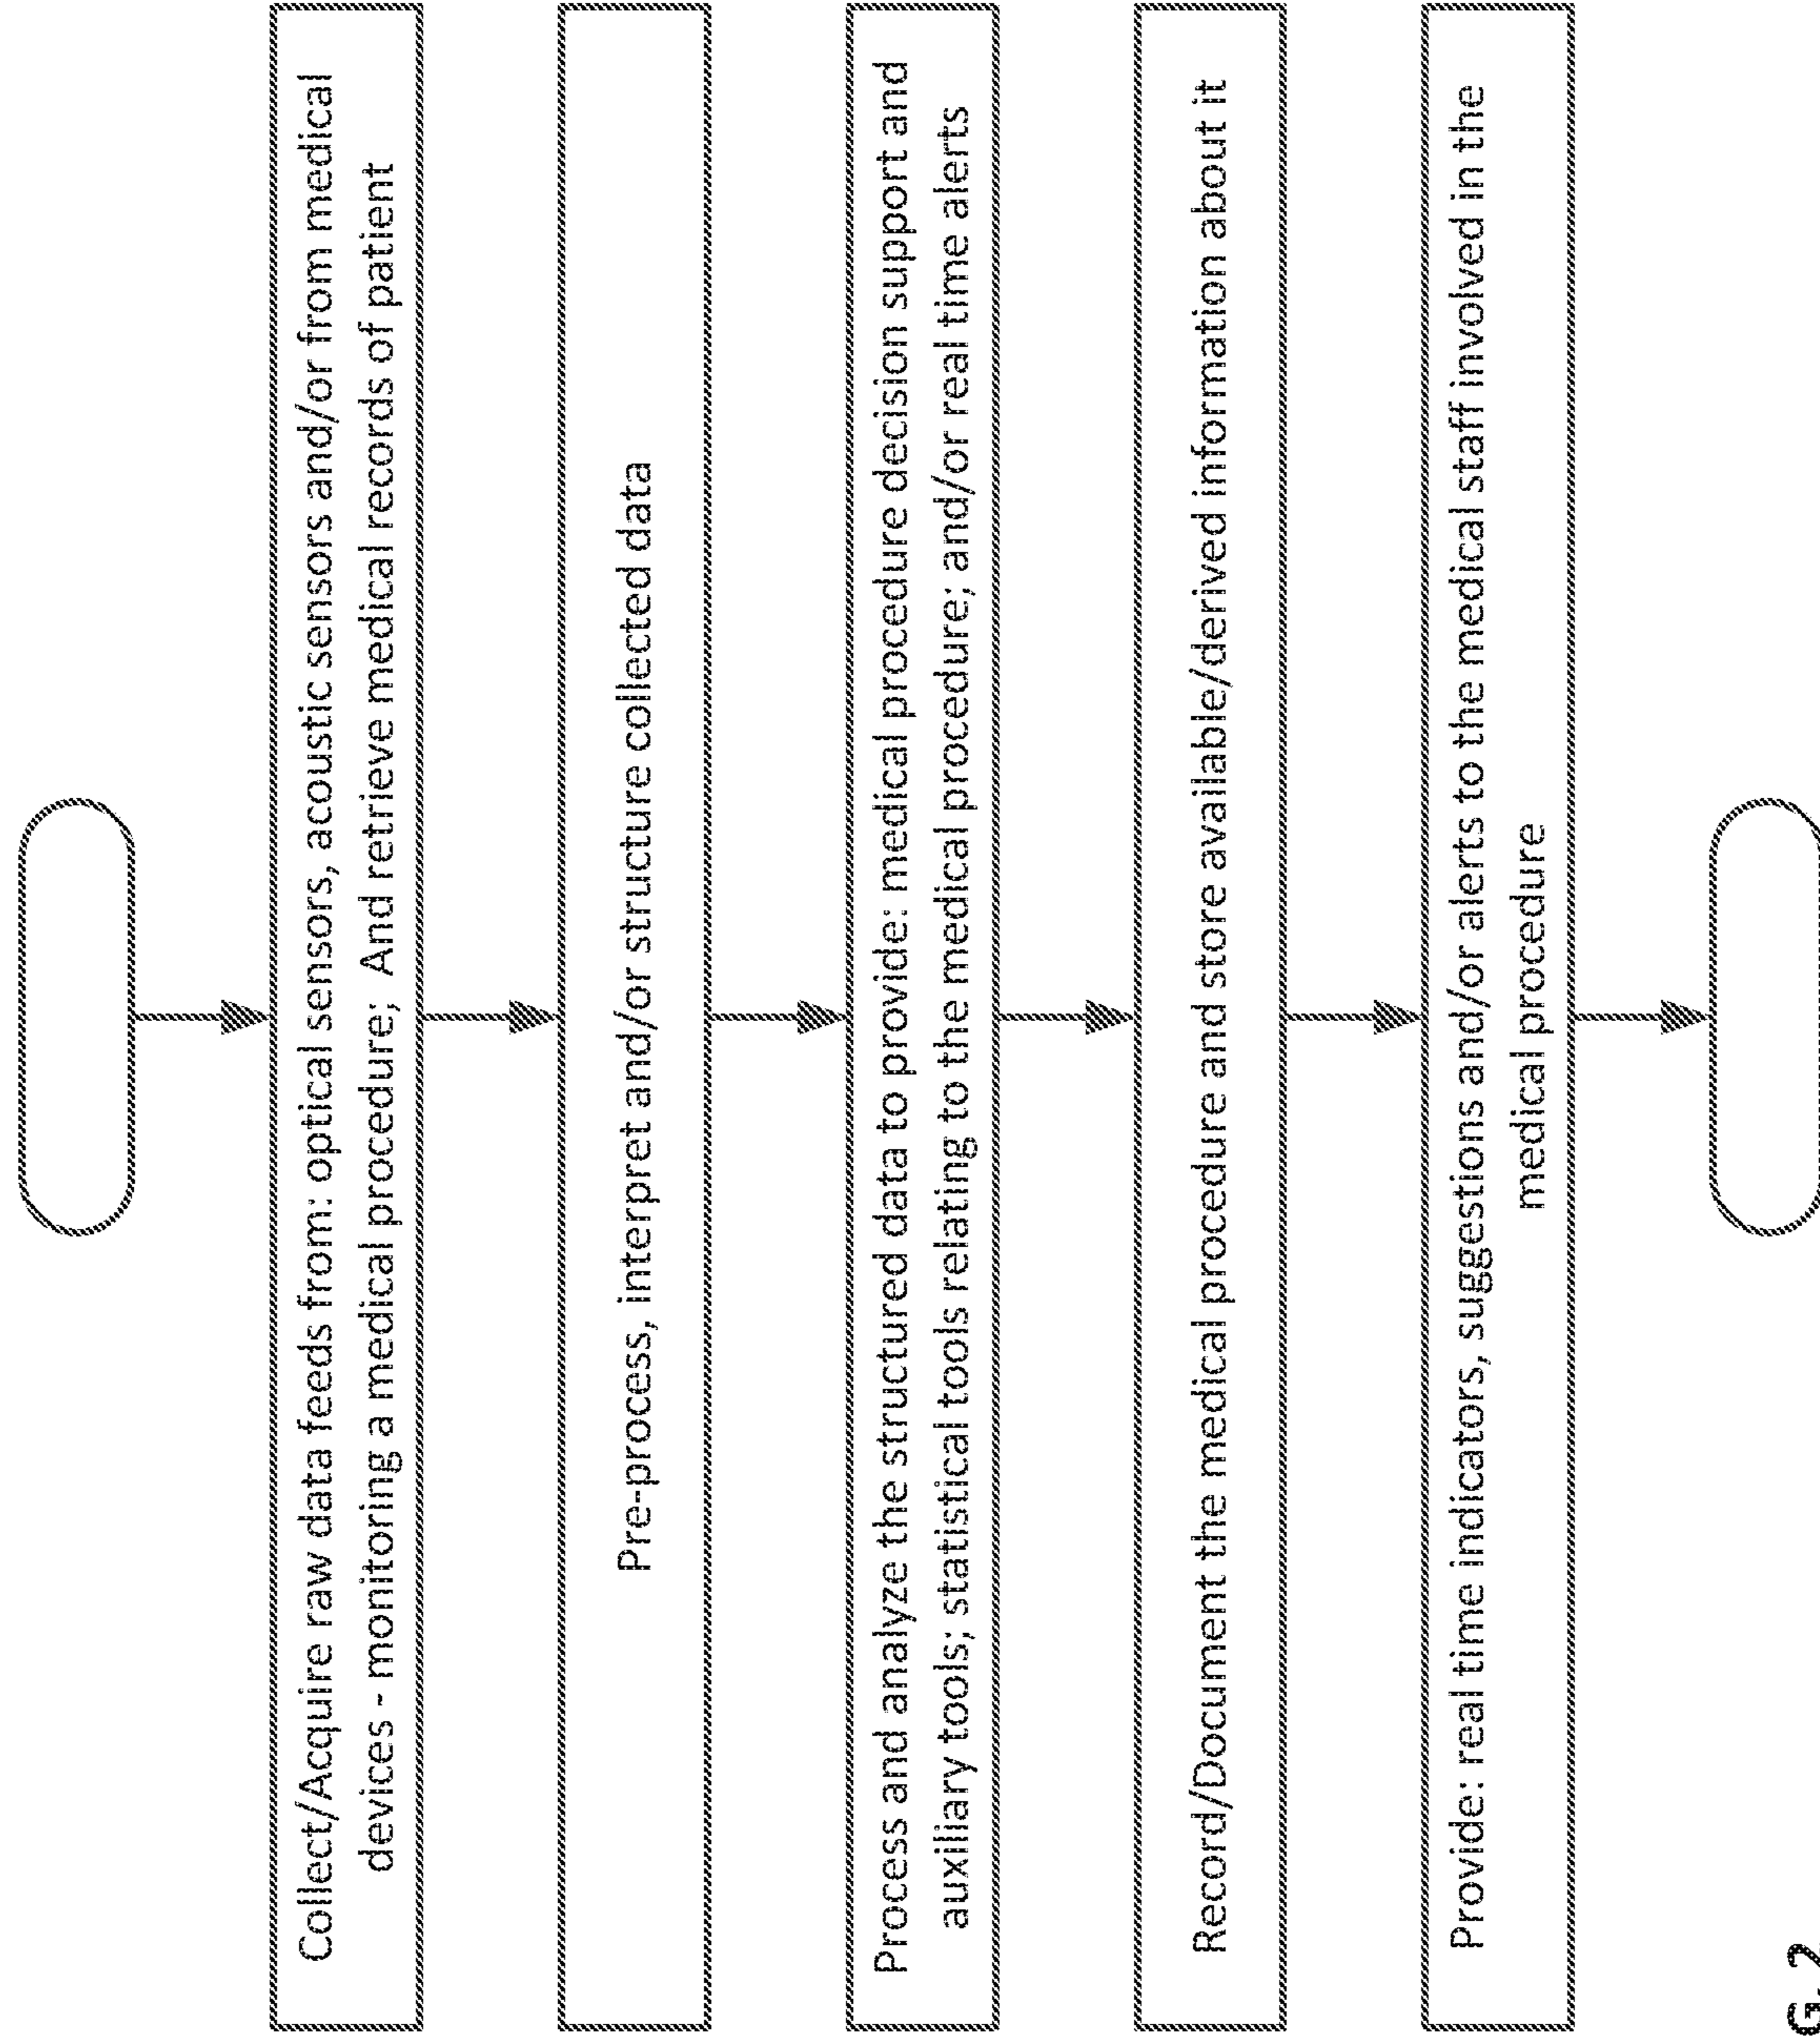 Collect/Acquire raw data feeds from: optical sensors, acoustic sensors and/or from medical
devices - monitoring a medical procedure; And retrieve medical records of patient
Pre-process, interpret and/or structure collected data
Process and analyze the structured data to provide: medical procedure decision support and
auxiliary tools; statistical tools relating to the medical procedure; and/or real time alerts
Record/Document the medical procedure and store available/derived information about it
Provide: real time indicators, suggestions and/or alerts to the medical staff involved in the
medical procedure
G. 2